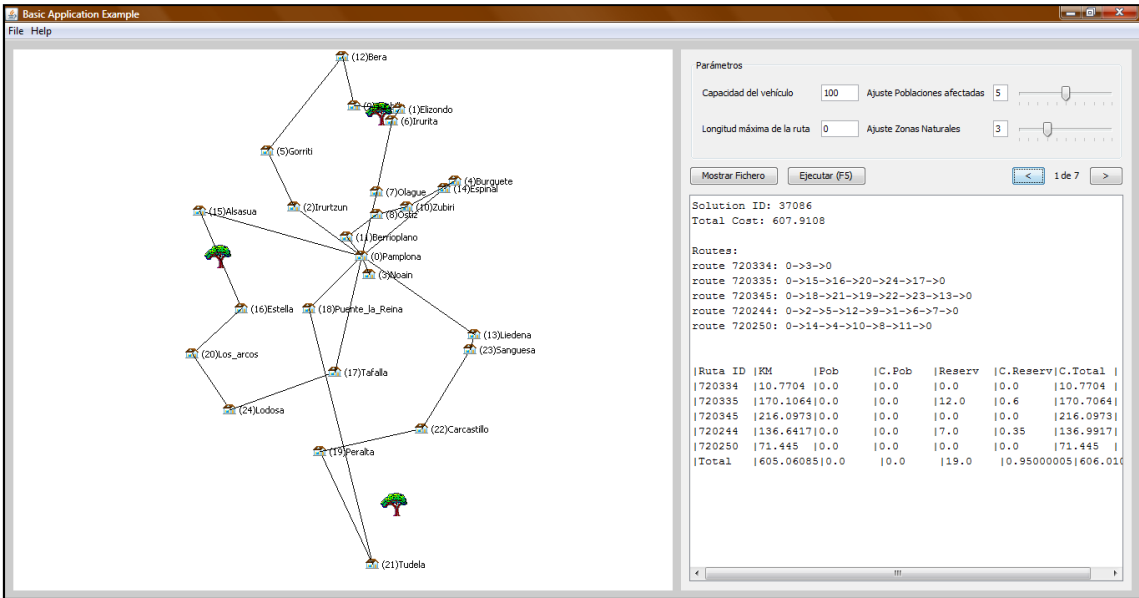 Basic Application Example
File Help
(12)Bera
(1)Elizondo
(6)Irurita
(5)Gorriti
(4)Burguete
(14)Espinal
(7)Olague
(2)Irurtzun
(10)Zubiri
(15)Alsasua
(8)Ostiz
(11)Berrioplano
(0)Pamplona
(3)Noain
(16)Estella
(18)Puente_la_Reina
(13)Liedena
(23)Sanguesa
(20)Los_arcos
(17)Tafalla
(24)Lodosa
(22)Carcastillo
(19)Peralta
(21)Tudela
Parámetros
Capacidad del vehículo 100 Ajuste Poblaciones afectadas 5
Longitud máxima de la ruta 0 Ajuste Zonas Naturales 3
Mostrar Fichero Ejecutar (F5) < 1 de 7 >
Solution ID: 37086
Total Cost: 607.9108
Routes:
route 720334: 0->3->0
route 720335: 0->15->16->20->24->17->0
route 720345: 0->18->21->19->22->23->13->0
route 720244: 0->2->5->12->9->1->6->7->0
route 720250: 0->14->4->10->8->11->0
|Ruta ID |KM |Pob |C.Pob |Reserv |C.Reserv|C.Total |
|720334 |10.7704 |0.0 |0.0 |0.0 |0.0 |10.7704 |
|720335 |170.1064|0.0 |0.0 |12.0 |0.6 |170.7064|
|720345 |216.0973|0.0 |0.0 |0.0 |0.0 |216.0973|
|720244 |136.6417|0.0 |0.0 |7.0 |0.35 |136.9917|
|720250 |71.445 |0.0 |0.0 |0.0 |0.0 |71.445 |
|Total |605.06085|0.0 |0.0 |19.0 |0.95000005|606.010